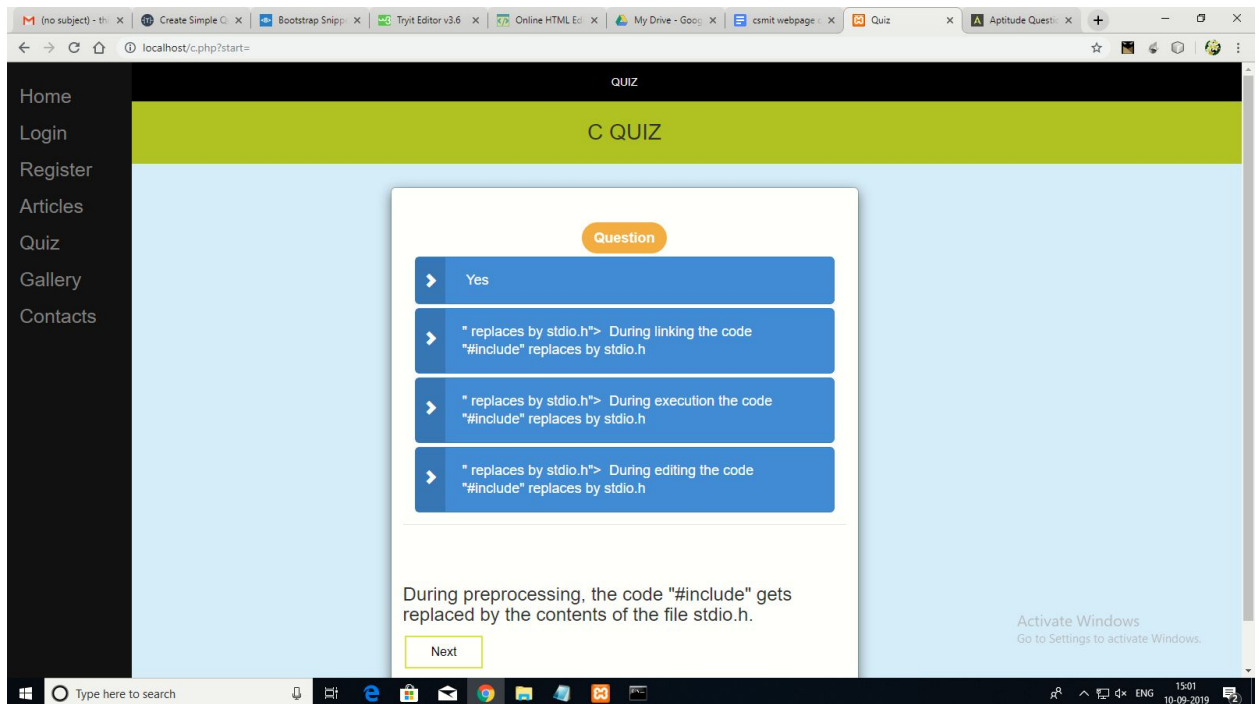 (no subject) - th
Create Simple Q
Bootstrap Snipp
Tryit Editor v3.6
Online HTML Ed
My Drive - Goog
csmit webpage c
Quiz
Aptitude Questic
localhost/c.php?start=
QUIZ
Home
Login
Register
Articles
Quiz
Gallery
Contacts
C QUIZ
Question
Yes
" replaces by stdio.h"> During linking the code
"#include" replaces by stdio.h
" replaces by stdio.h"> During execution the code
"#include" replaces by stdio.h
" replaces by stdio.h"> During editing the code
"#include" replaces by stdio.h
During preprocessing, the code "#include" gets
replaced by the contents of the file stdio.h.
Next
Activate Windows
Go to Settings to activate Windows.
Type here to search
ENG
15:01
10-09-2019